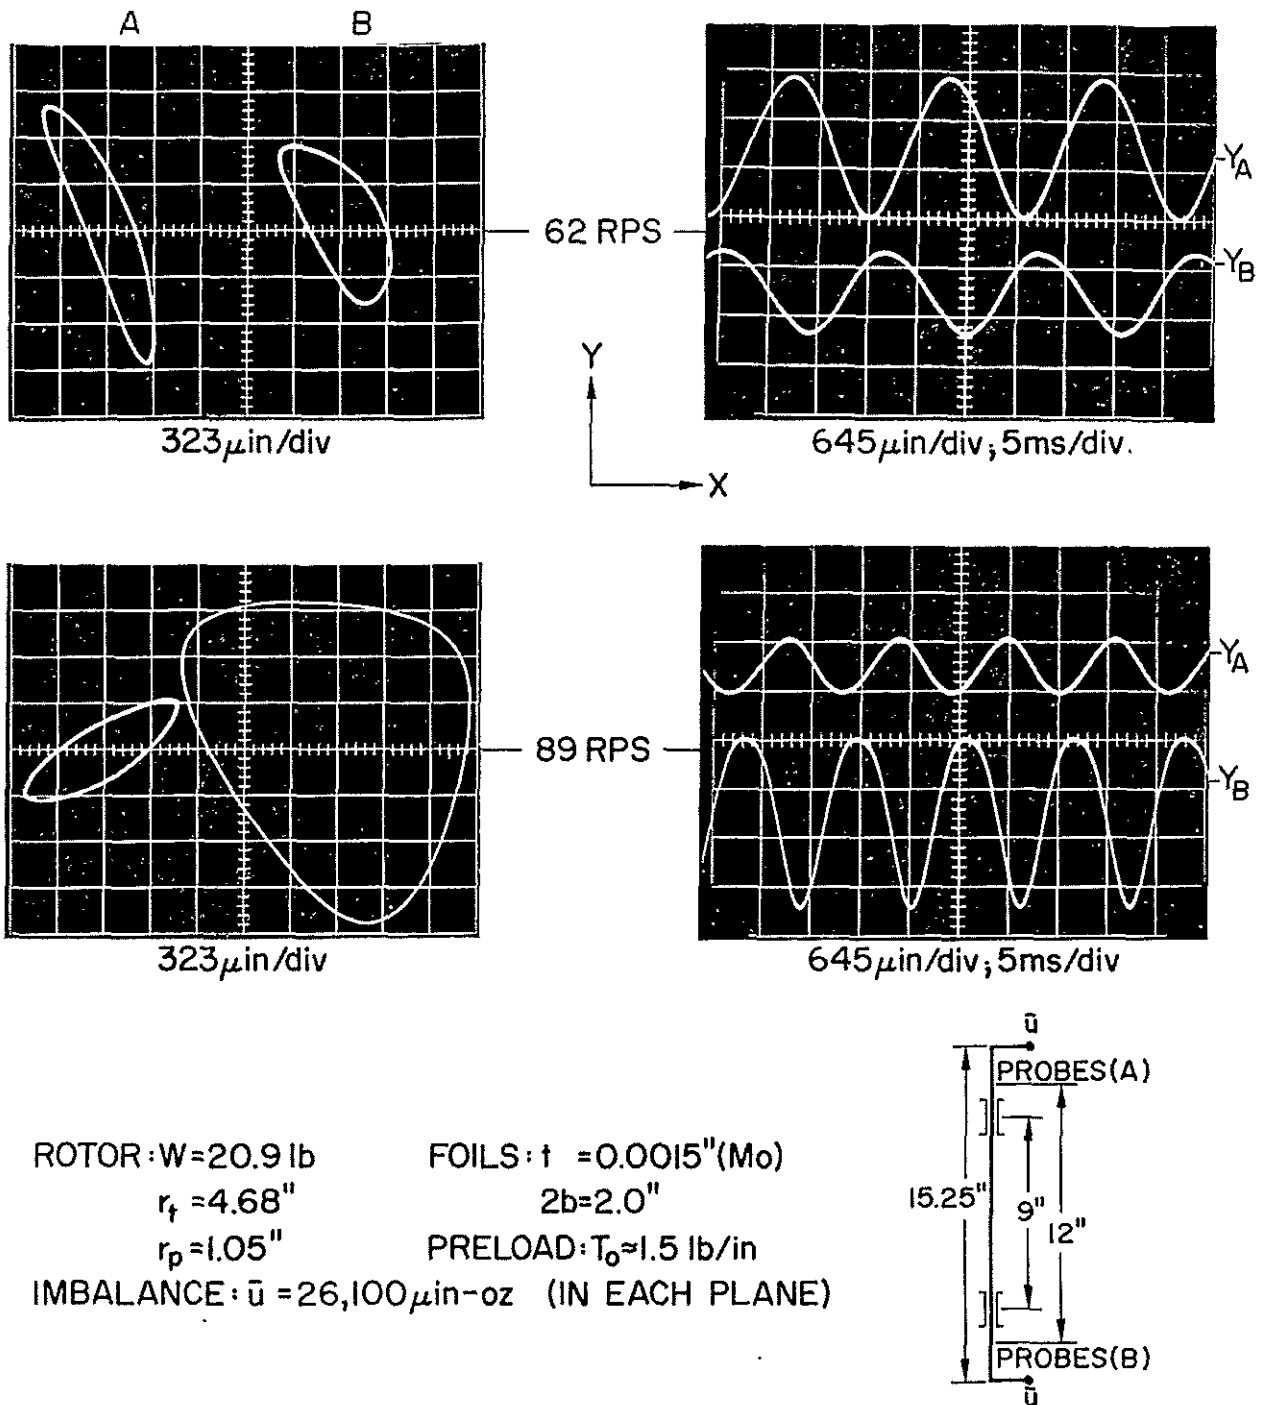 A B
Y_A
62 RPS
Y_B
Y
X
323μin/div
645μin/div; 5ms/div.
Y_A
89 RPS
Y_B
323μin/div
645μin/div; 5ms/div
ū
PROBES(A)
15.25"
9"
12"
PROBES(B)
ū
ROTOR: W=20.9 lb FOILS: t =0.0015"(Mo)
r_t=4.68" 2b=2.0"
r_p=1.05" PRELOAD: T_o≈1.5 lb/in
IMBALANCE: ū = 26,100μin-oz (IN EACH PLANE)